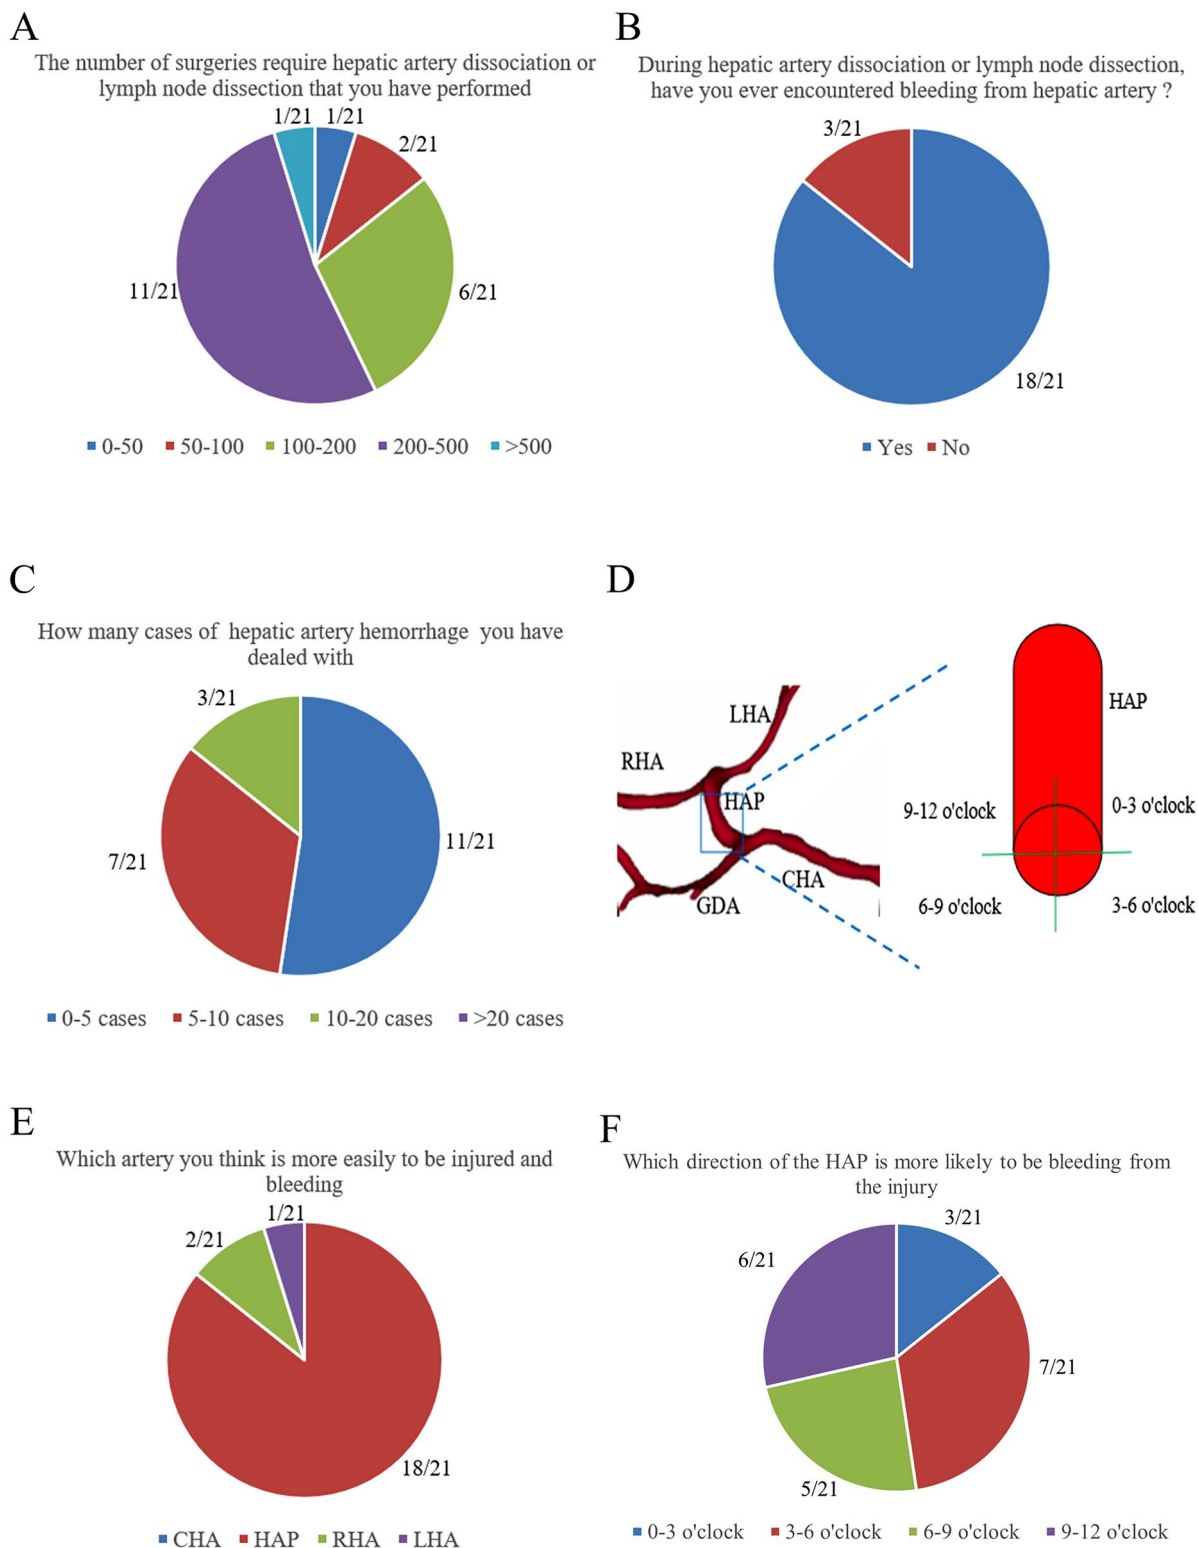 A
The number of surgeries require hepatic artery dissociation or
lymph node dissection that you have performed
1/21 1/21
2/21
6/21
11/21
0-50 50-100 100-200 200-500 >500
B
During hepatic artery dissociation or lymph node dissection,
have you ever encountered bleeding from hepatic artery ?
3/21
18/21
Yes No
C
How many cases of hepatic artery hemorrhage you have
dealt with
3/21
11/21
7/21
0-5 cases 5-10 cases 10-20 cases >20 cases
D
LHA
RHA
HAP
CHA
GDA
HAP
9-12 o'clock
0-3 o'clock
6-9 o'clock
3-6 o'clock
E
Which artery you think is more easily to be injured and
bleeding
1/21
2/21
18/21
CHA HAP RHA LHA
F
Which direction of the HAP is more likely to be bleeding from
the injury
3/21
6/21
7/21
5/21
0-3 o'clock 3-6 o'clock 6-9 o'clock 9-12 o'clock